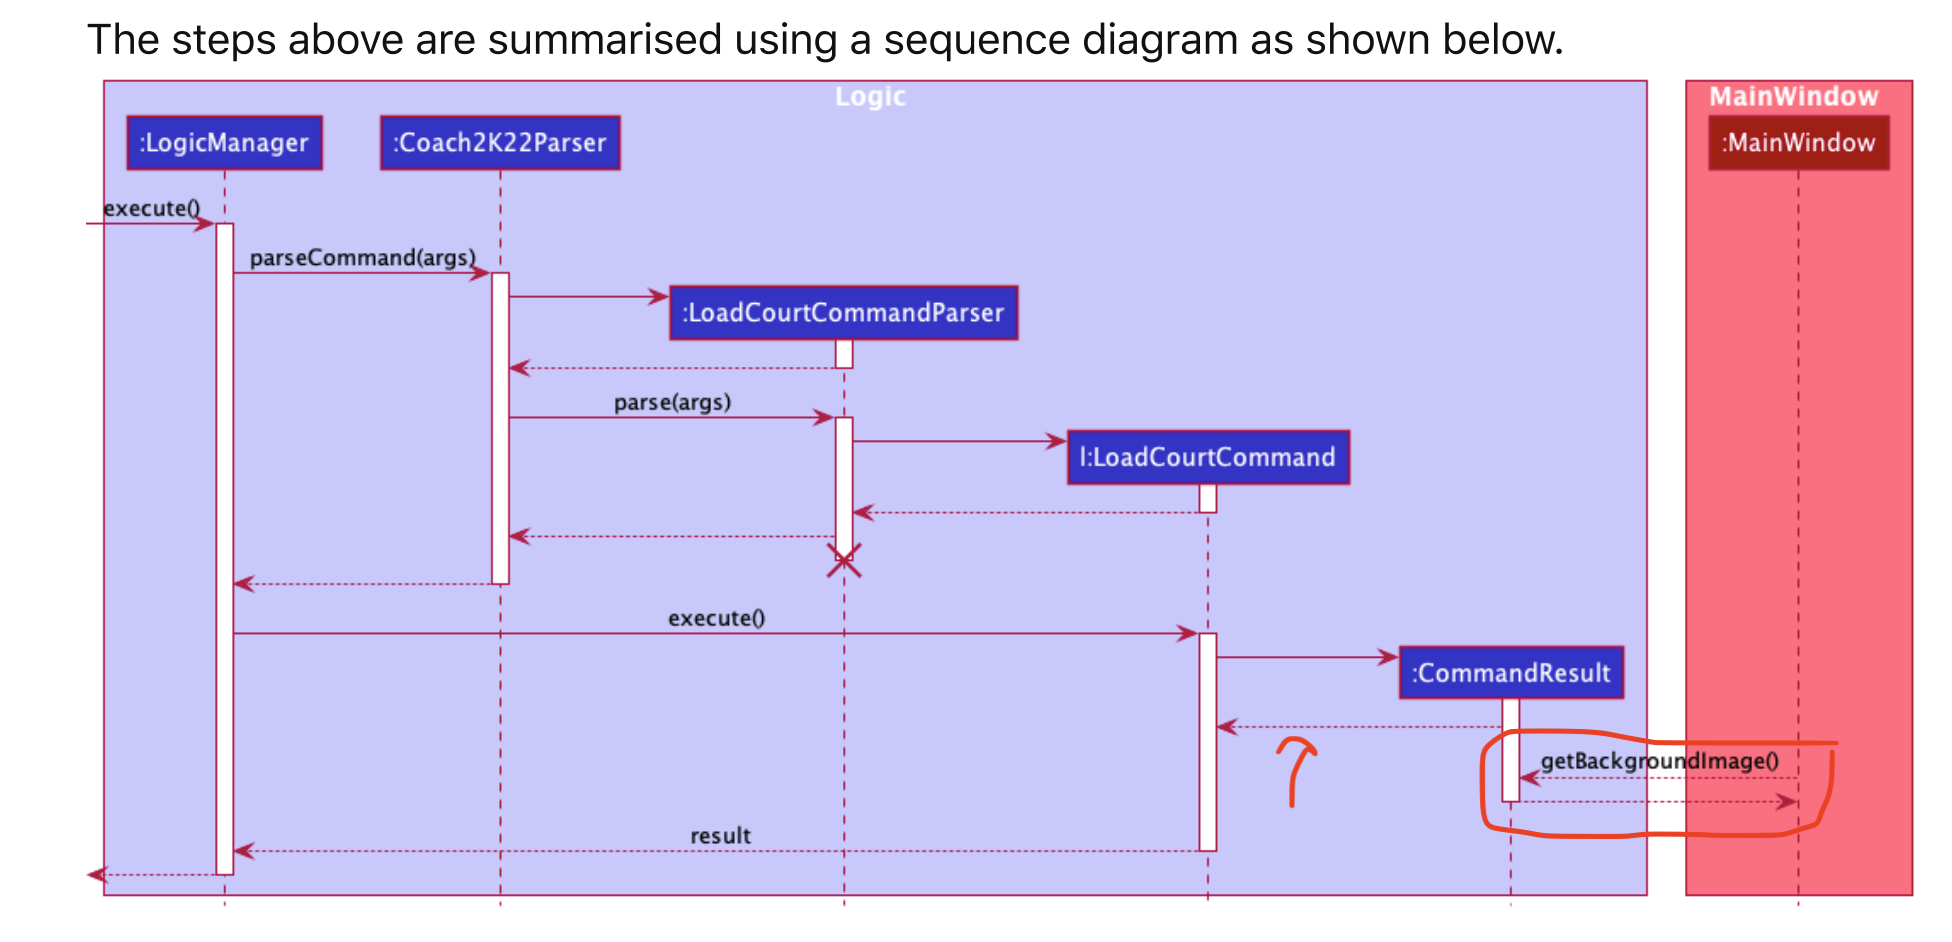 The steps above are summarised using a sequence diagram as shown below.
Logic
MainWindow
:LogicManager
:Coach2K22Parser
:MainWindow
execute()
parseCommand(args)
:LoadCourtCommandParser
parse(args)
l:LoadCourtCommand
execute()
:CommandResult
getBackgroundImage()
result